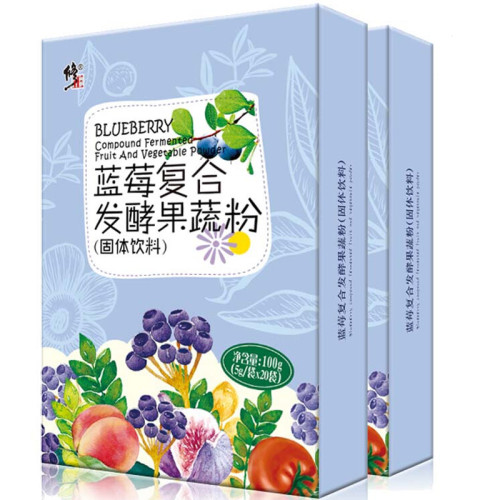 修正®
BLUEBERRY
Compound Fermented
Fruit And Vegetable Powder
蓝莓复合
发酵果蔬粉
(固体饮料)
净含量:100g
(5g/袋x20袋)
蓝莓复合发酵果蔬粉(固体饮料)
蓝莓复合发酵果蔬粉(固体饮料)